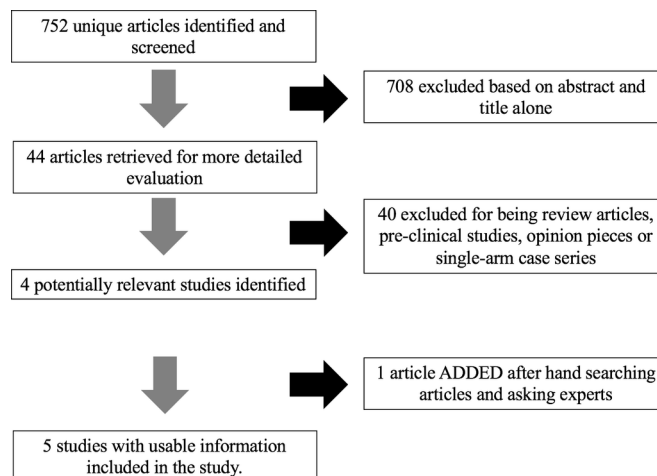 752 unique articles identified and
screened
708 excluded based on abstract and
title alone
44 articles retrieved for more detailed
evaluation
40 excluded for being review articles,
pre-clinical studies, opinion pieces or
single-arm case series
4 potentially relevant studies identified
1 article ADDED after hand searching
articles and asking experts
5 studies with usable information
included in the study.